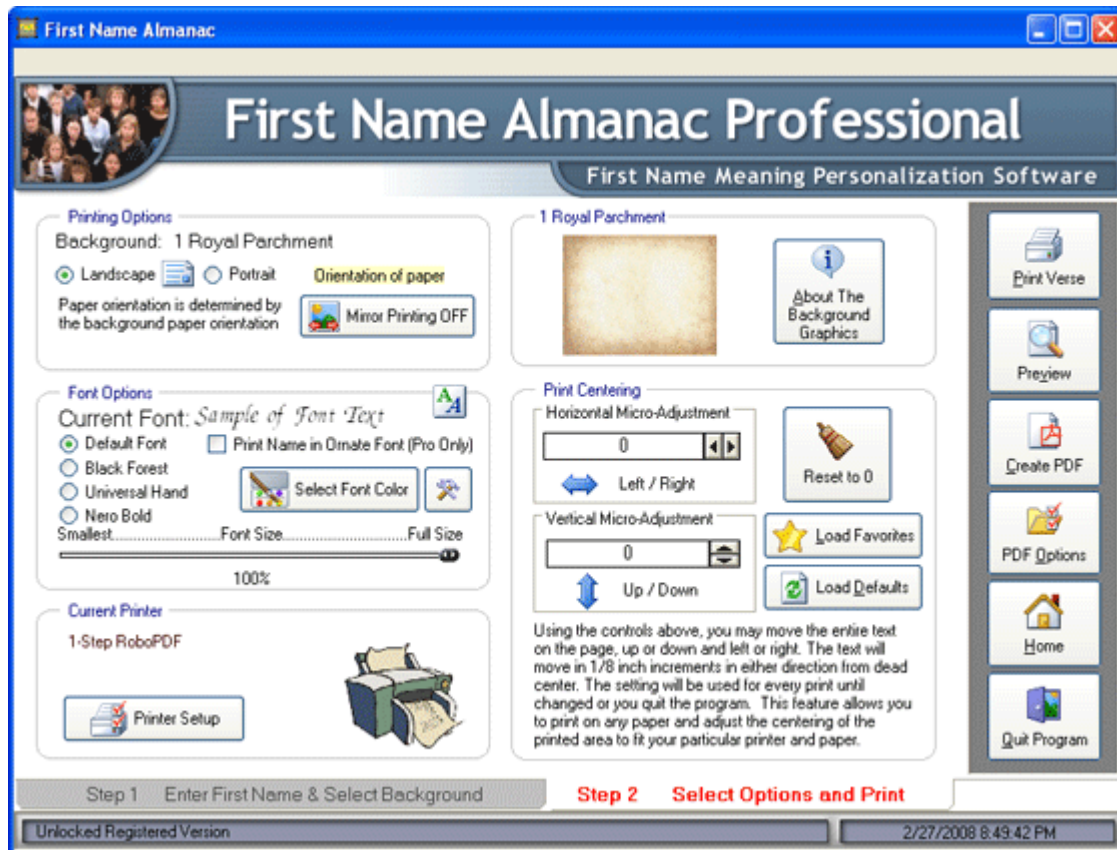 First Name Almanac
First Name Almanac Professional
First Name Meaning Personalization Software
Printing Options
Background: 1 Royal Parchment
Landscape
Portrait
Orientation of paper
Paper orientation is determined by
the background paper orientation
Mirror Printing OFF
1 Royal Parchment
About The
Background
Graphics
Font Options
Current Font: Sample of Font Text
Default Font
Print Name in Ornate Font (Pro Only)
Black Forest
Universal Hand
Nero Bold
Select Font Color
Smallest.......................Font Size..........................Full Size
100%
Print Centering
Horizontal Micro-Adjustment
0
Left / Right
Reset to 0
Vertical Micro-Adjustment
0
Up / Down
Load Favorites
Load Defaults
Using the controls above, you may move the entire text
on the page, up or down and left or right. The text will
move in 1/8 inch increments in either direction from dead
center. The setting will be used for every print until
changed or you quit the program. This feature allows you
to print on any paper and adjust the centering of the
printed area to fit your particular printer and paper.
Current Printer
1-Step RoboPDF
Printer Setup
Print Verse
Preview
Create PDF
PDF Options
Home
Quit Program
Step 1 Enter First Name & Select Background
Step 2 Select Options and Print
Unlocked Registered Version
2/27/2008 8:49:42 PM